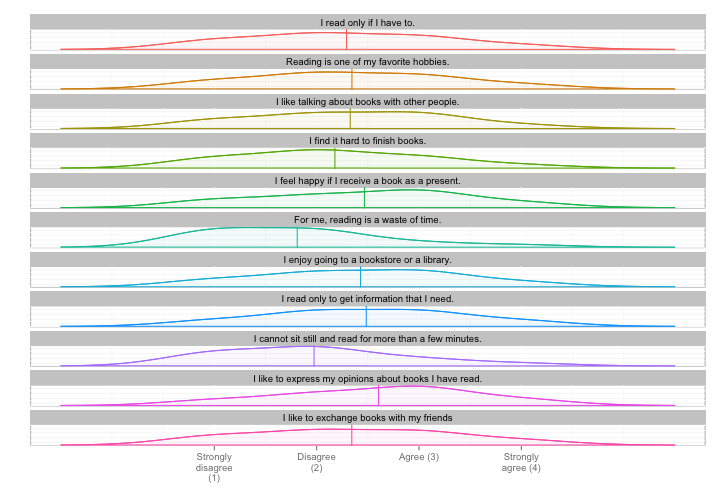 I read only if I have to.
Reading is one of my favorite hobbies.
I like talking about books with other people.
I find it hard to finish books.
I feel happy if I receive a book as a present.
For me, reading is a waste of time.
I enjoy going to a bookstore or a library.
I read only to get information that I need.
I cannot sit still and read for more than a few minutes.
I like to express my opinions about books I have read.
I like to exchange books with my friends
Strongly disagree (1)
Disagree (2)
Agree (3)
Strongly agree (4)